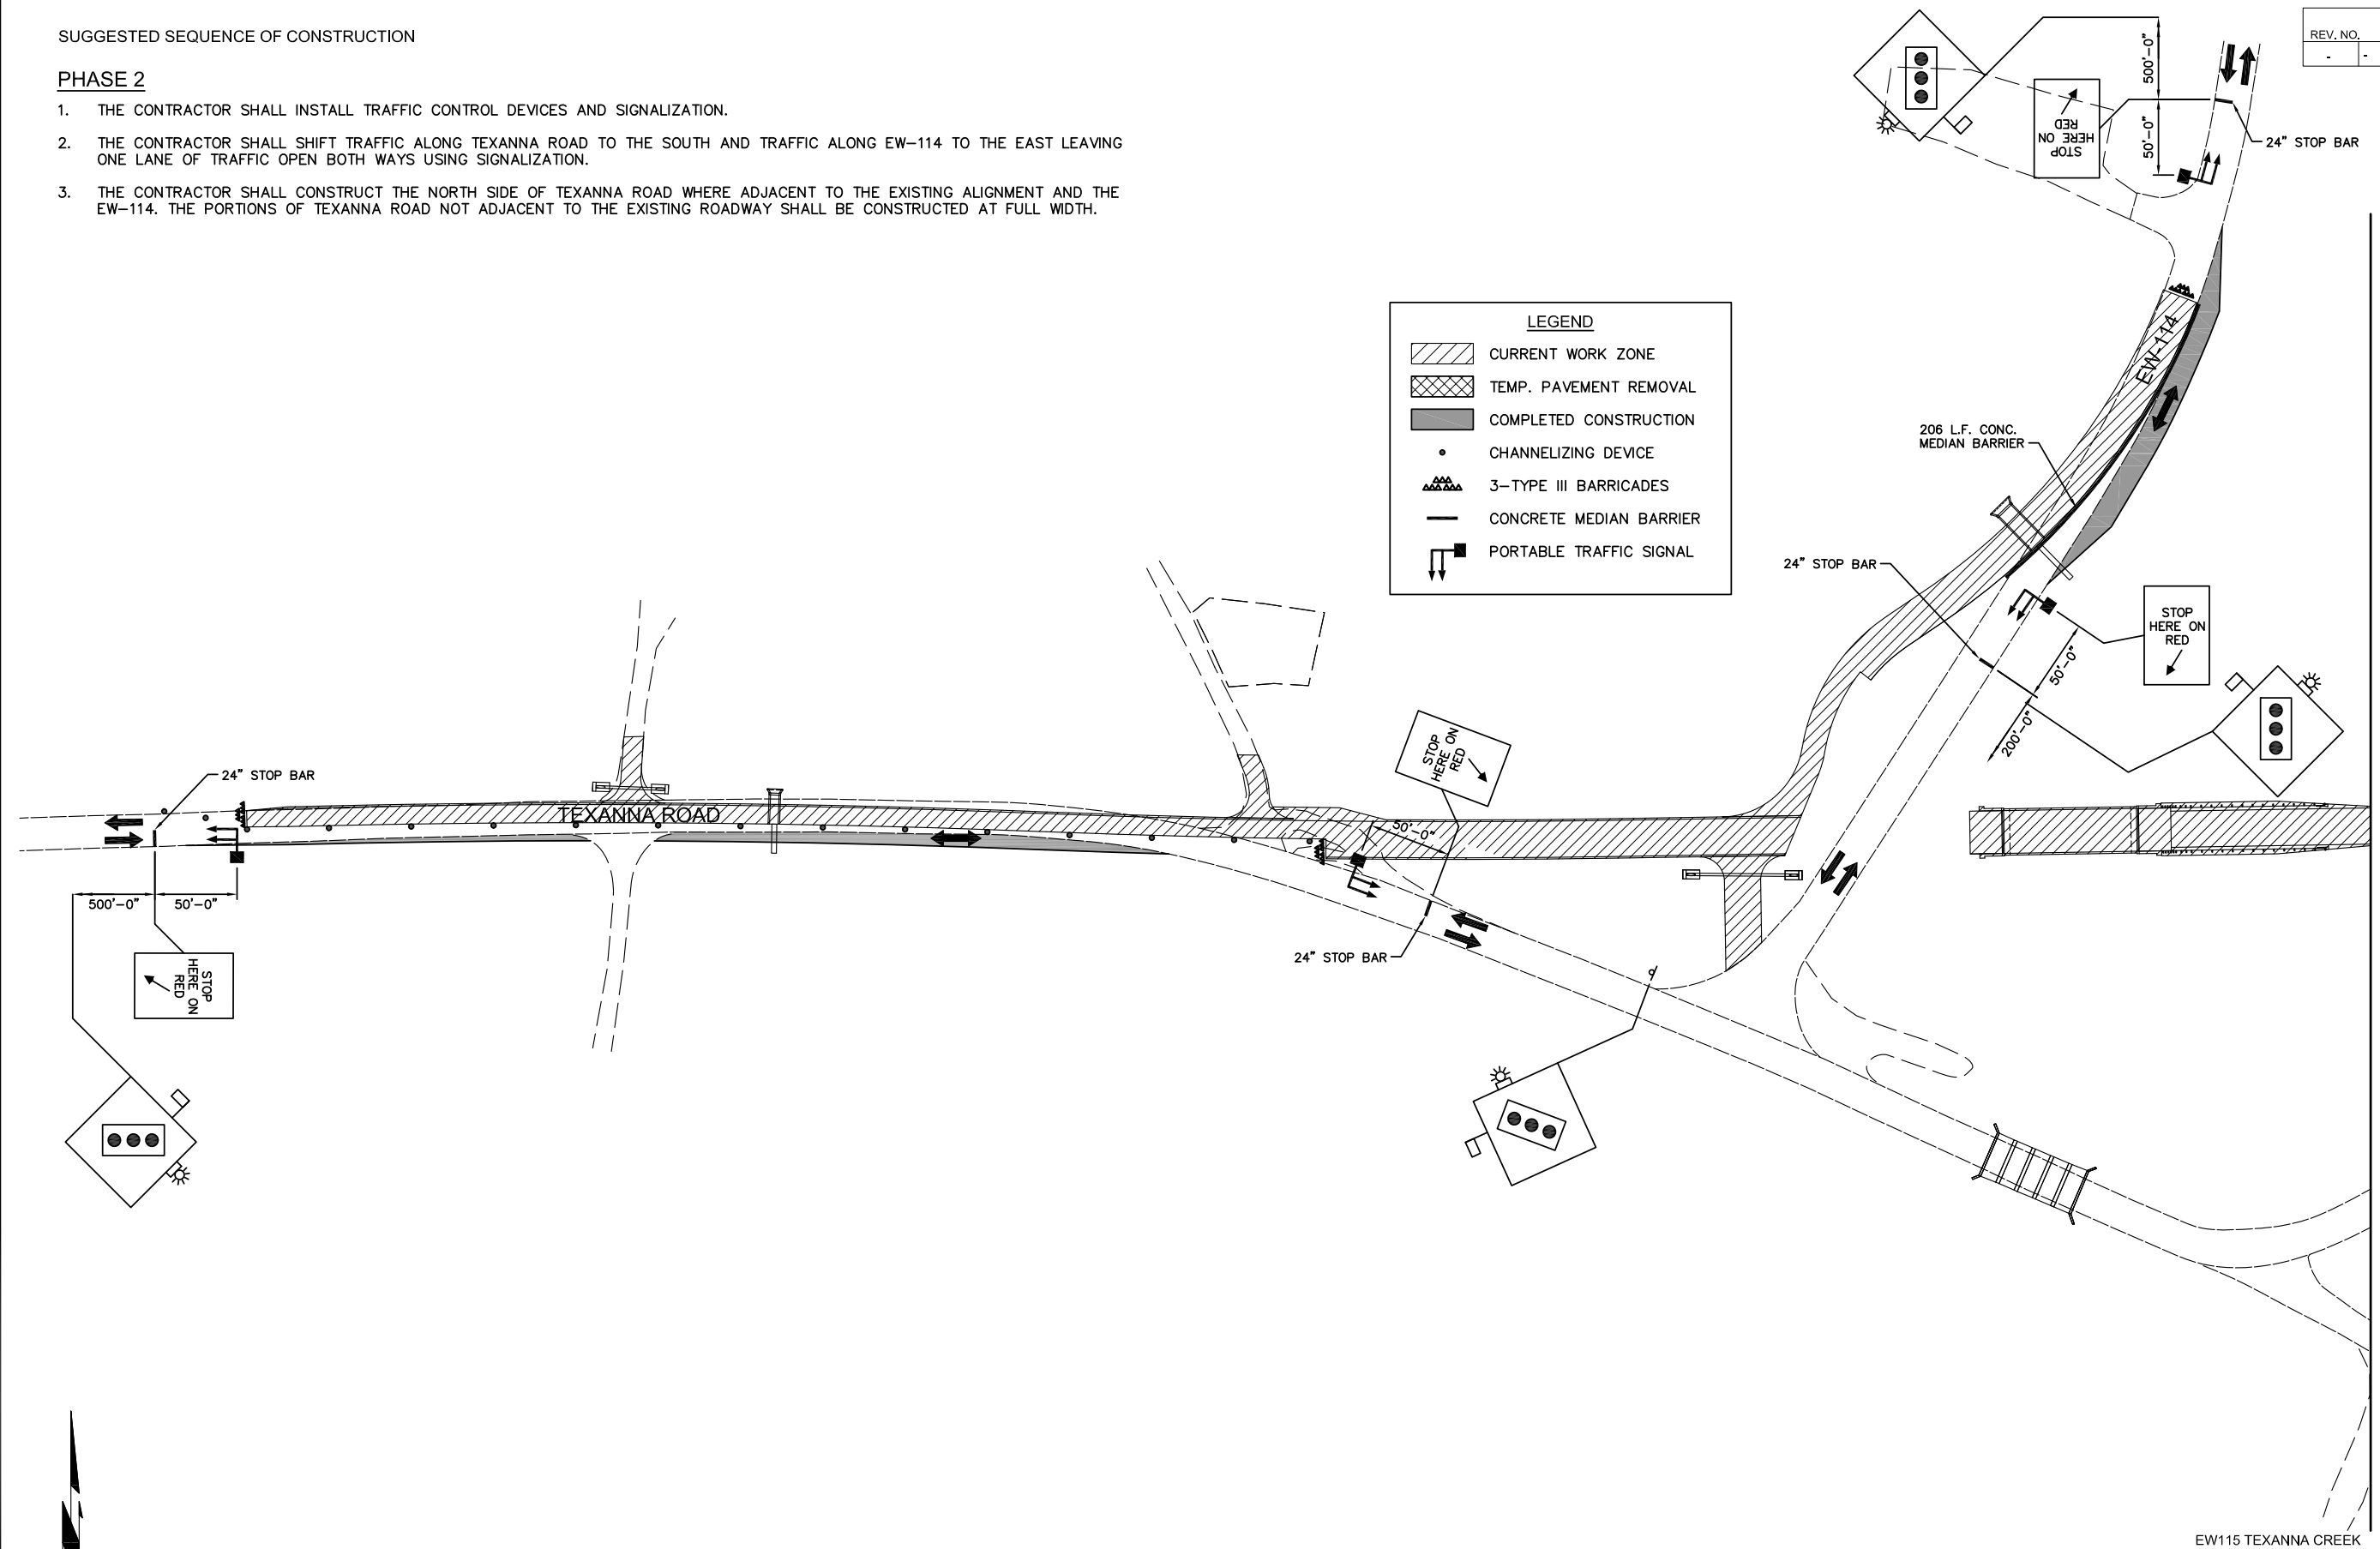 SUGGESTED SEQUENCE OF CONSTRUCTION
PHASE 2
1. THE CONTRACTOR SHALL INSTALL TRAFFIC CONTROL DEVICES AND SIGNALIZATION.
2. THE CONTRACTOR SHALL SHIFT TRAFFIC ALONG TEXANNA ROAD TO THE SOUTH AND TRAFFIC ALONG EW-114 TO THE EAST LEAVING
ONE LANE OF TRAFFIC OPEN BOTH WAYS USING SIGNALIZATION.
3. THE CONTRACTOR SHALL CONSTRUCT THE NORTH SIDE OF TEXANNA ROAD WHERE ADJACENT TO THE EXISTING ALIGNMENT AND THE
EW-114. THE PORTIONS OF TEXANNA ROAD NOT ADJACENT TO THE EXISTING ROADWAY SHALL BE CONSTRUCTED AT FULL WIDTH.
REV. NO.
-
-
500'-0"
50'-0"
STOP
HERE ON
RED
24" STOP BAR
LEGEND
CURRENT WORK ZONE
TEMP. PAVEMENT REMOVAL
COMPLETED CONSTRUCTION
CHANNELIZING DEVICE
3-TYPE III BARRICADES
CONCRETE MEDIAN BARRIER
PORTABLE TRAFFIC SIGNAL
EW-114
206 L.F. CONC.
MEDIAN BARRIER
24" STOP BAR
STOP
HERE ON
RED
50'-0"
200'-0"
STOP
HERE ON
RED
50'-0"
24" STOP BAR
TEXANNA ROAD
24" STOP BAR
500'-0"
50'-0"
STOP
HERE ON
RED
EW115 TEXANNA CREEK